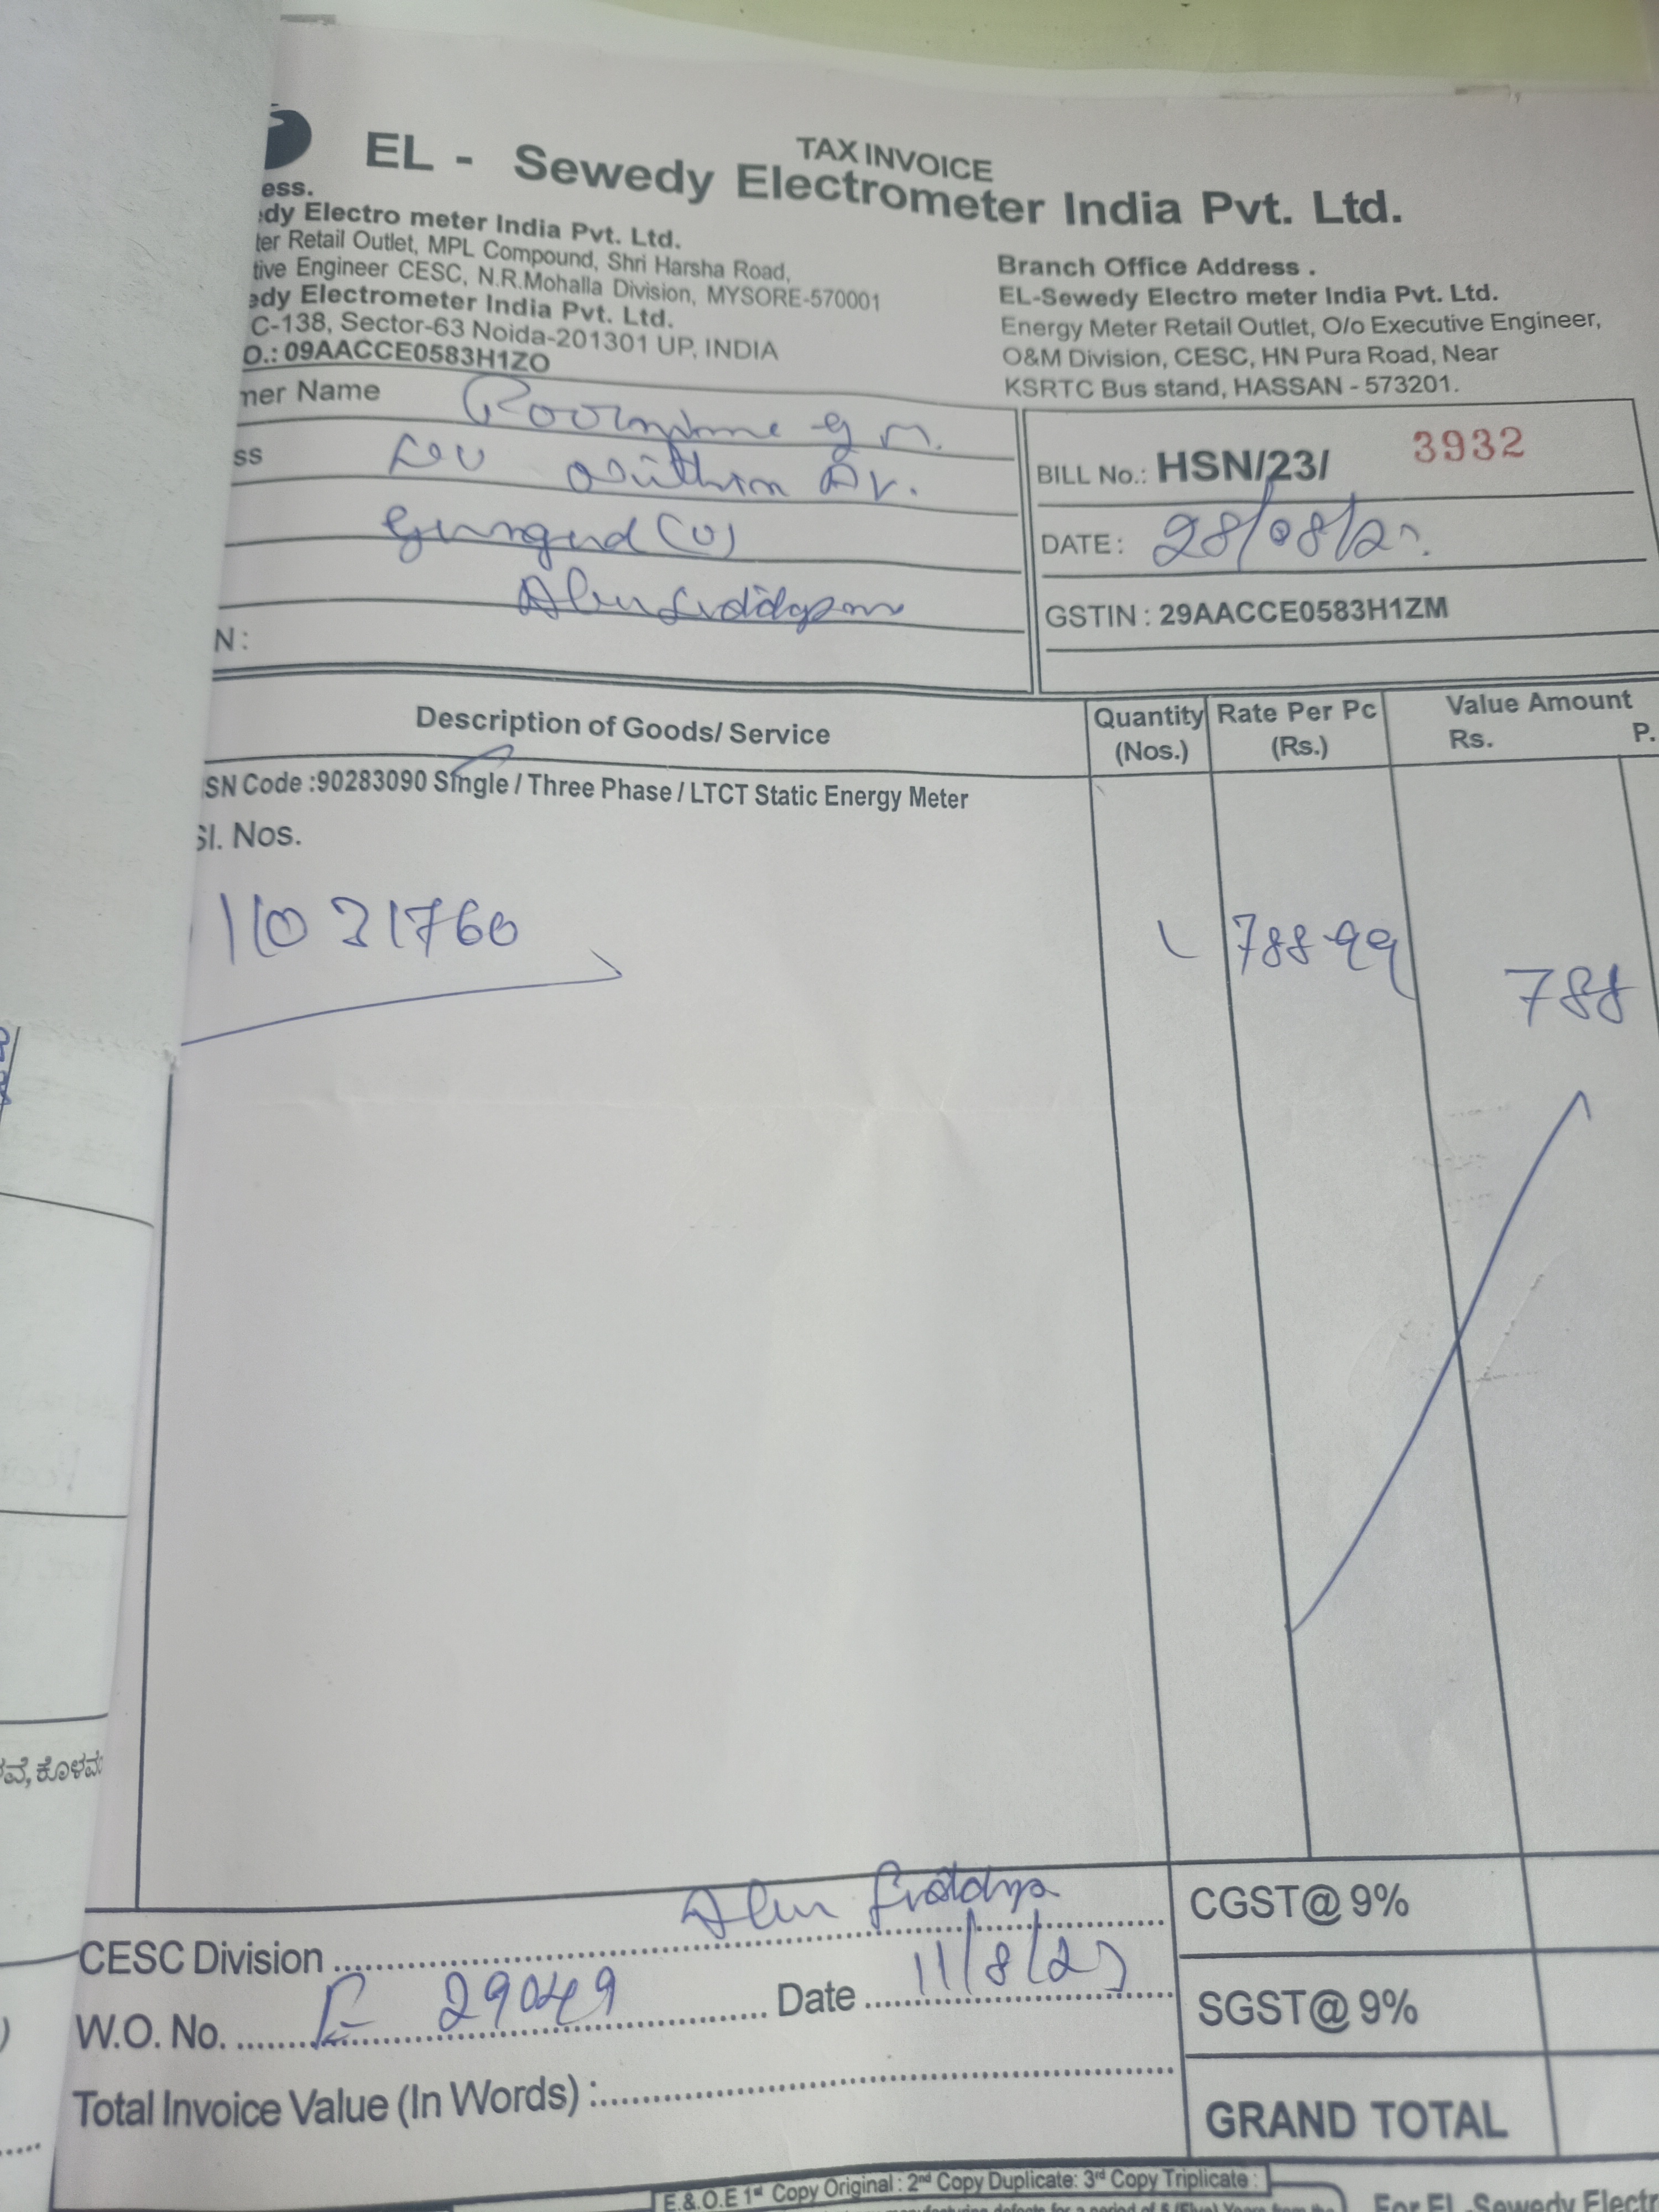 TAX INVOICE
EL - Sewedy Electrometer India Pvt. Ltd.
ess.
edy Electro meter India Pvt. Ltd.
ter Retail Outlet, MPL Compound, Shri Harsha Road,
tive Engineer CESC, N.R.Mohalla Division, MYSORE-570001
edy Electrometer India Pvt. Ltd.
C-138, Sector-63 Noida-201301 UP, INDIA
O.: 09AACCE0583H1ZO
Branch Office Address .
EL-Sewedy Electro meter India Pvt. Ltd.
Energy Meter Retail Outlet, O/o Executive Engineer,
O&M Division, CESC, HN Pura Road, Near
KSRTC Bus stand, HASSAN - 573201.
mer Name
ss
N :
BILL No.: HSN/23/ 3932
DATE : 28/08/
GSTIN : 29AACCE0583H1ZM
Description of Goods/ Service
Quantity (Nos.)
Rate Per Pc (Rs.)
Value Amount
Rs. P.
SN Code :90283090 Single / Three Phase / LTCT Static Energy Meter
Sl. Nos.
11031760
788-99
788
CESC Division
W.O. No. 29049 Date 11/8/23
Total Invoice Value (In Words) :
CGST@ 9%
SGST@ 9%
GRAND TOTAL
E.&.O.E 1st Copy Original : 2nd Copy Duplicate: 3rd Copy Triplicate :
For EL-Sewedy Electr